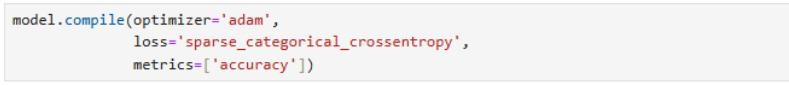 model.compile(optimizer='adam',
              loss='sparse_categorical_crossentropy',
              metrics=['accuracy'])